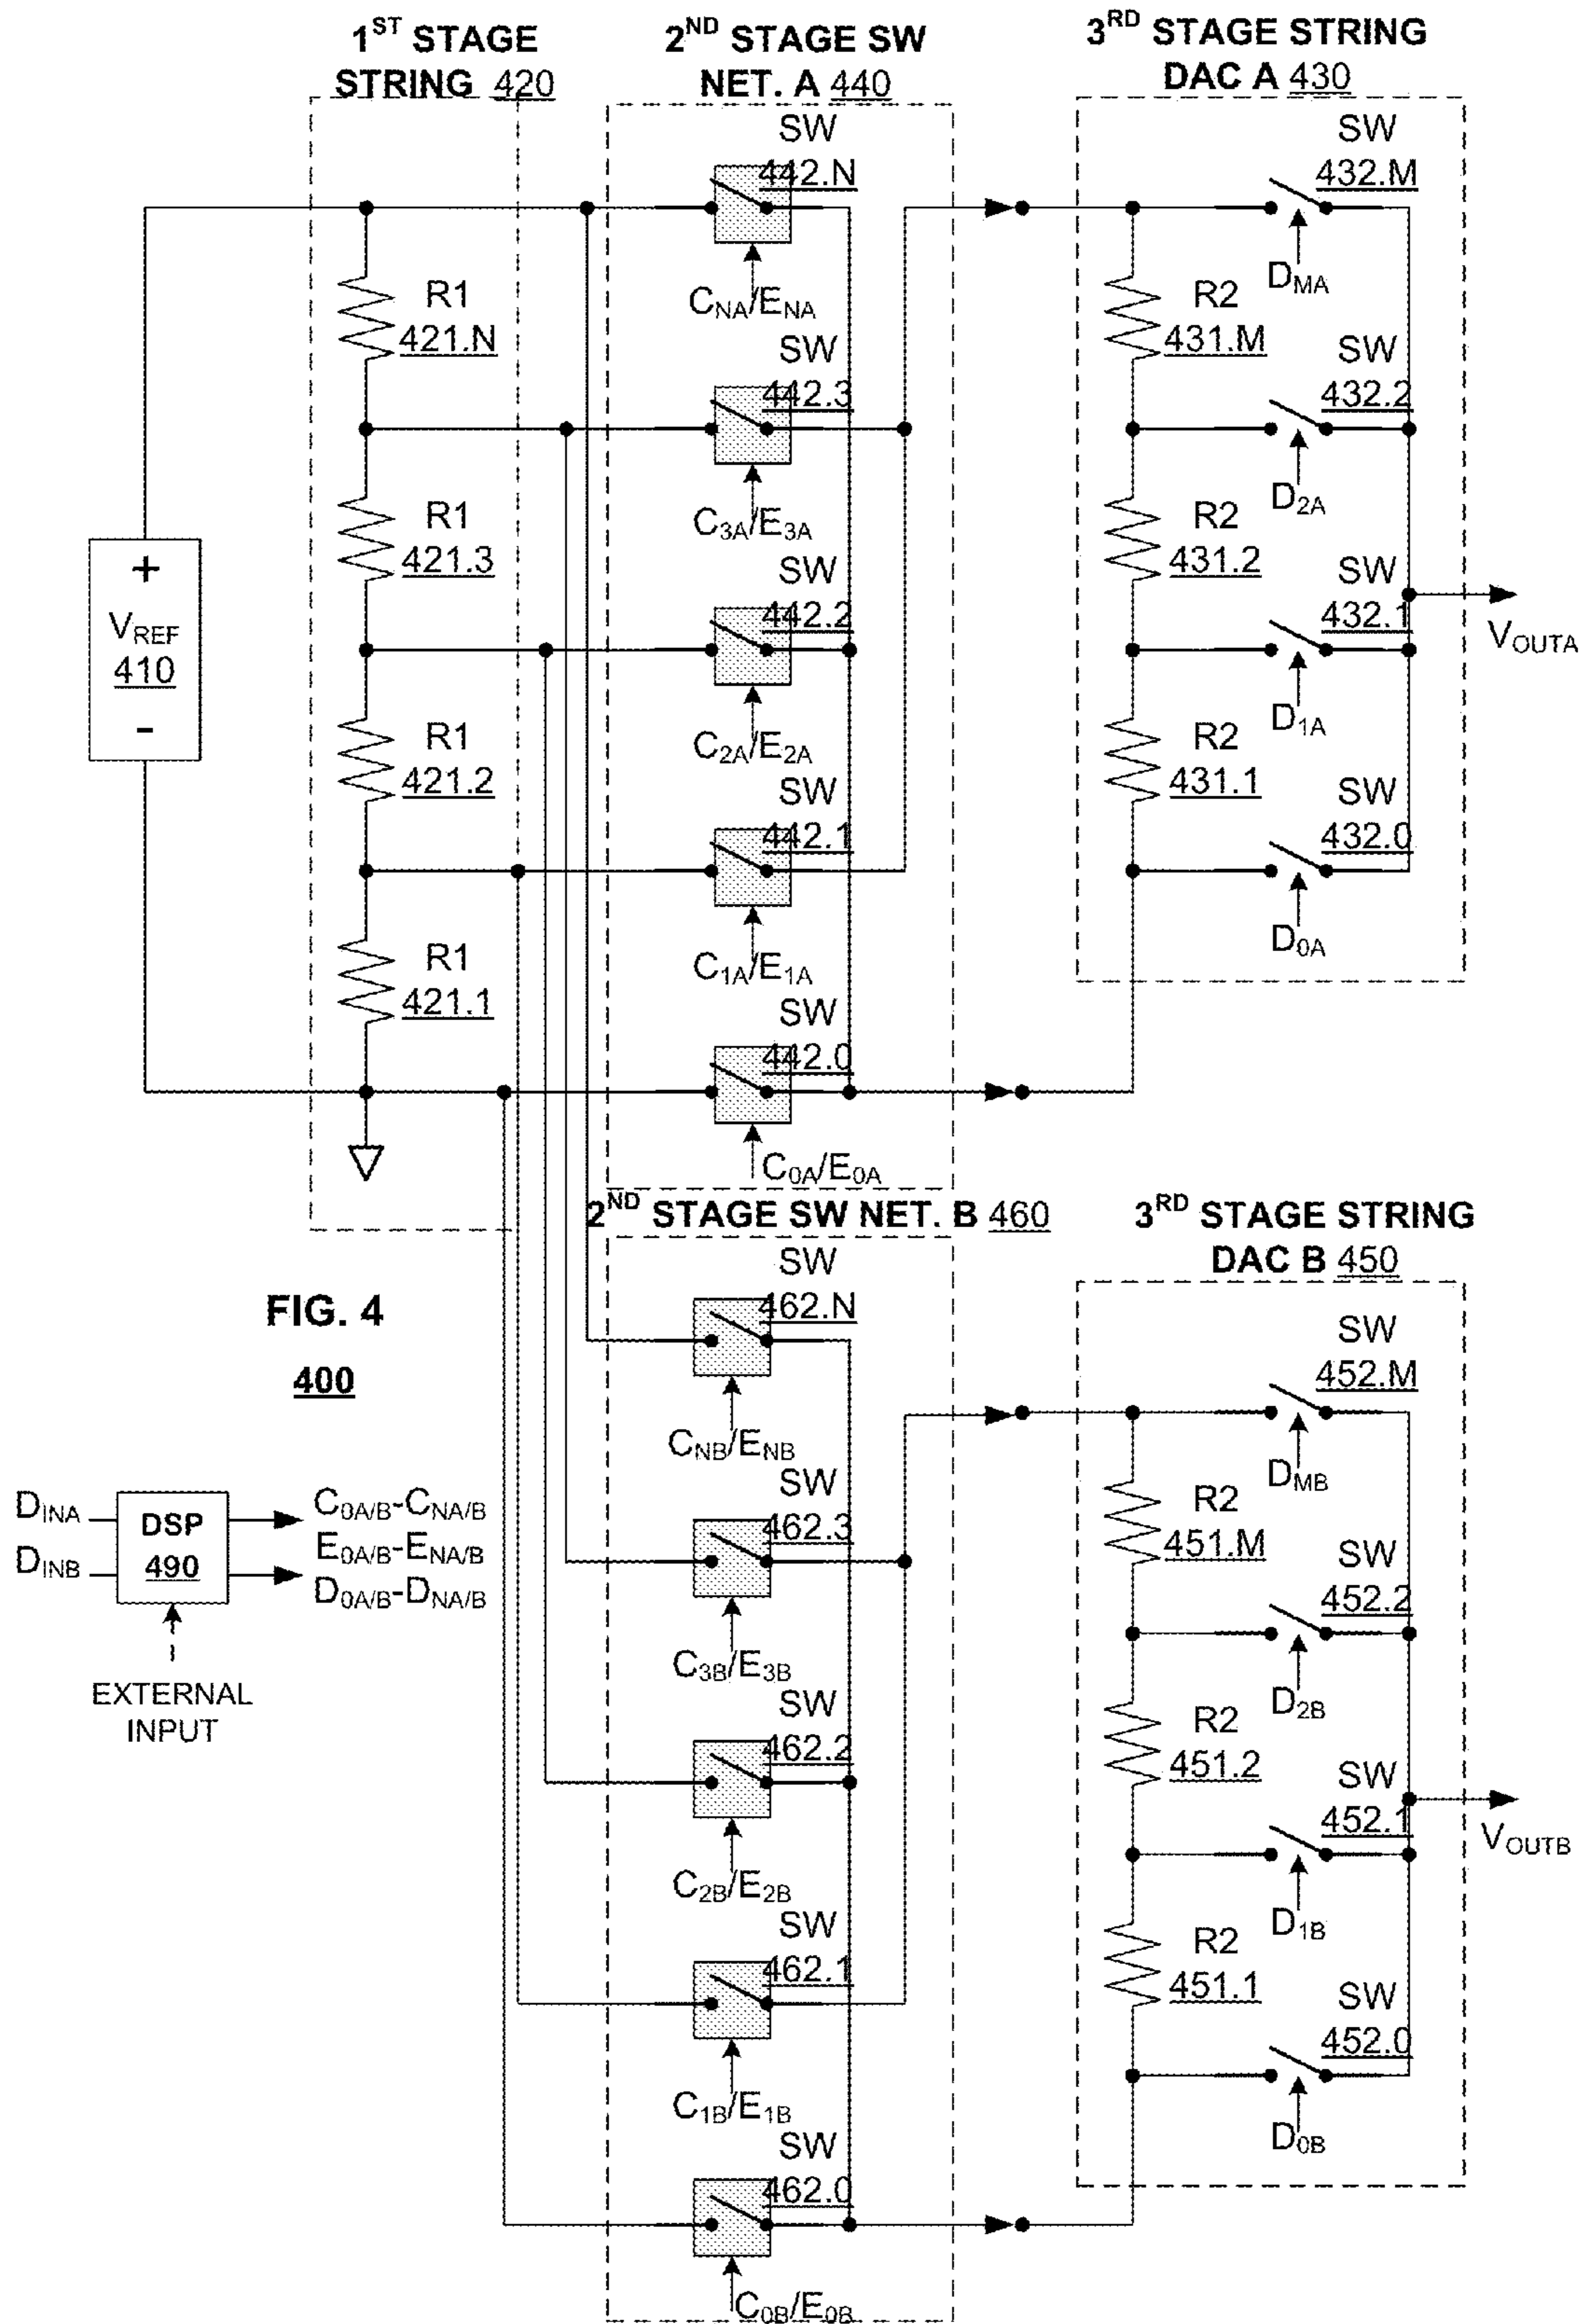 1ST STAGE
STRING 420
2ND STAGE SW
NET. A 440
3RD STAGE STRING
DAC A 430
SW
442.N
CNA/ENA
SW
442.3
C3A/E3A
SW
442.2
C2A/E2A
SW
442.1
C1A/E1A
SW
442.0
C0A/E0A
R1
421.N
R1
421.3
R1
421.2
R1
421.1
+
VREF
410
-
SW
432.M
DMA
R2
431.M
SW
432.2
D2A
R2
431.2
SW
432.1
D1A
R2
431.1
SW
432.0
D0A
VOUTA
2ND STAGE SW NET. B 460
3RD STAGE STRING
DAC B 450
FIG. 4
400
DINA
DINB
DSP
490
C0A/B-CNA/B
E0A/B-ENA/B
D0A/B-DNA/B
EXTERNAL
INPUT
SW
462.N
CNB/ENB
SW
462.3
C3B/E3B
SW
462.2
C2B/E2B
SW
462.1
C1B/E1B
SW
462.0
C0B/E0B
SW
452.M
DMB
R2
451.M
SW
452.2
D2B
R2
451.2
SW
452.1
D1B
R2
451.1
SW
452.0
D0B
VOUTB